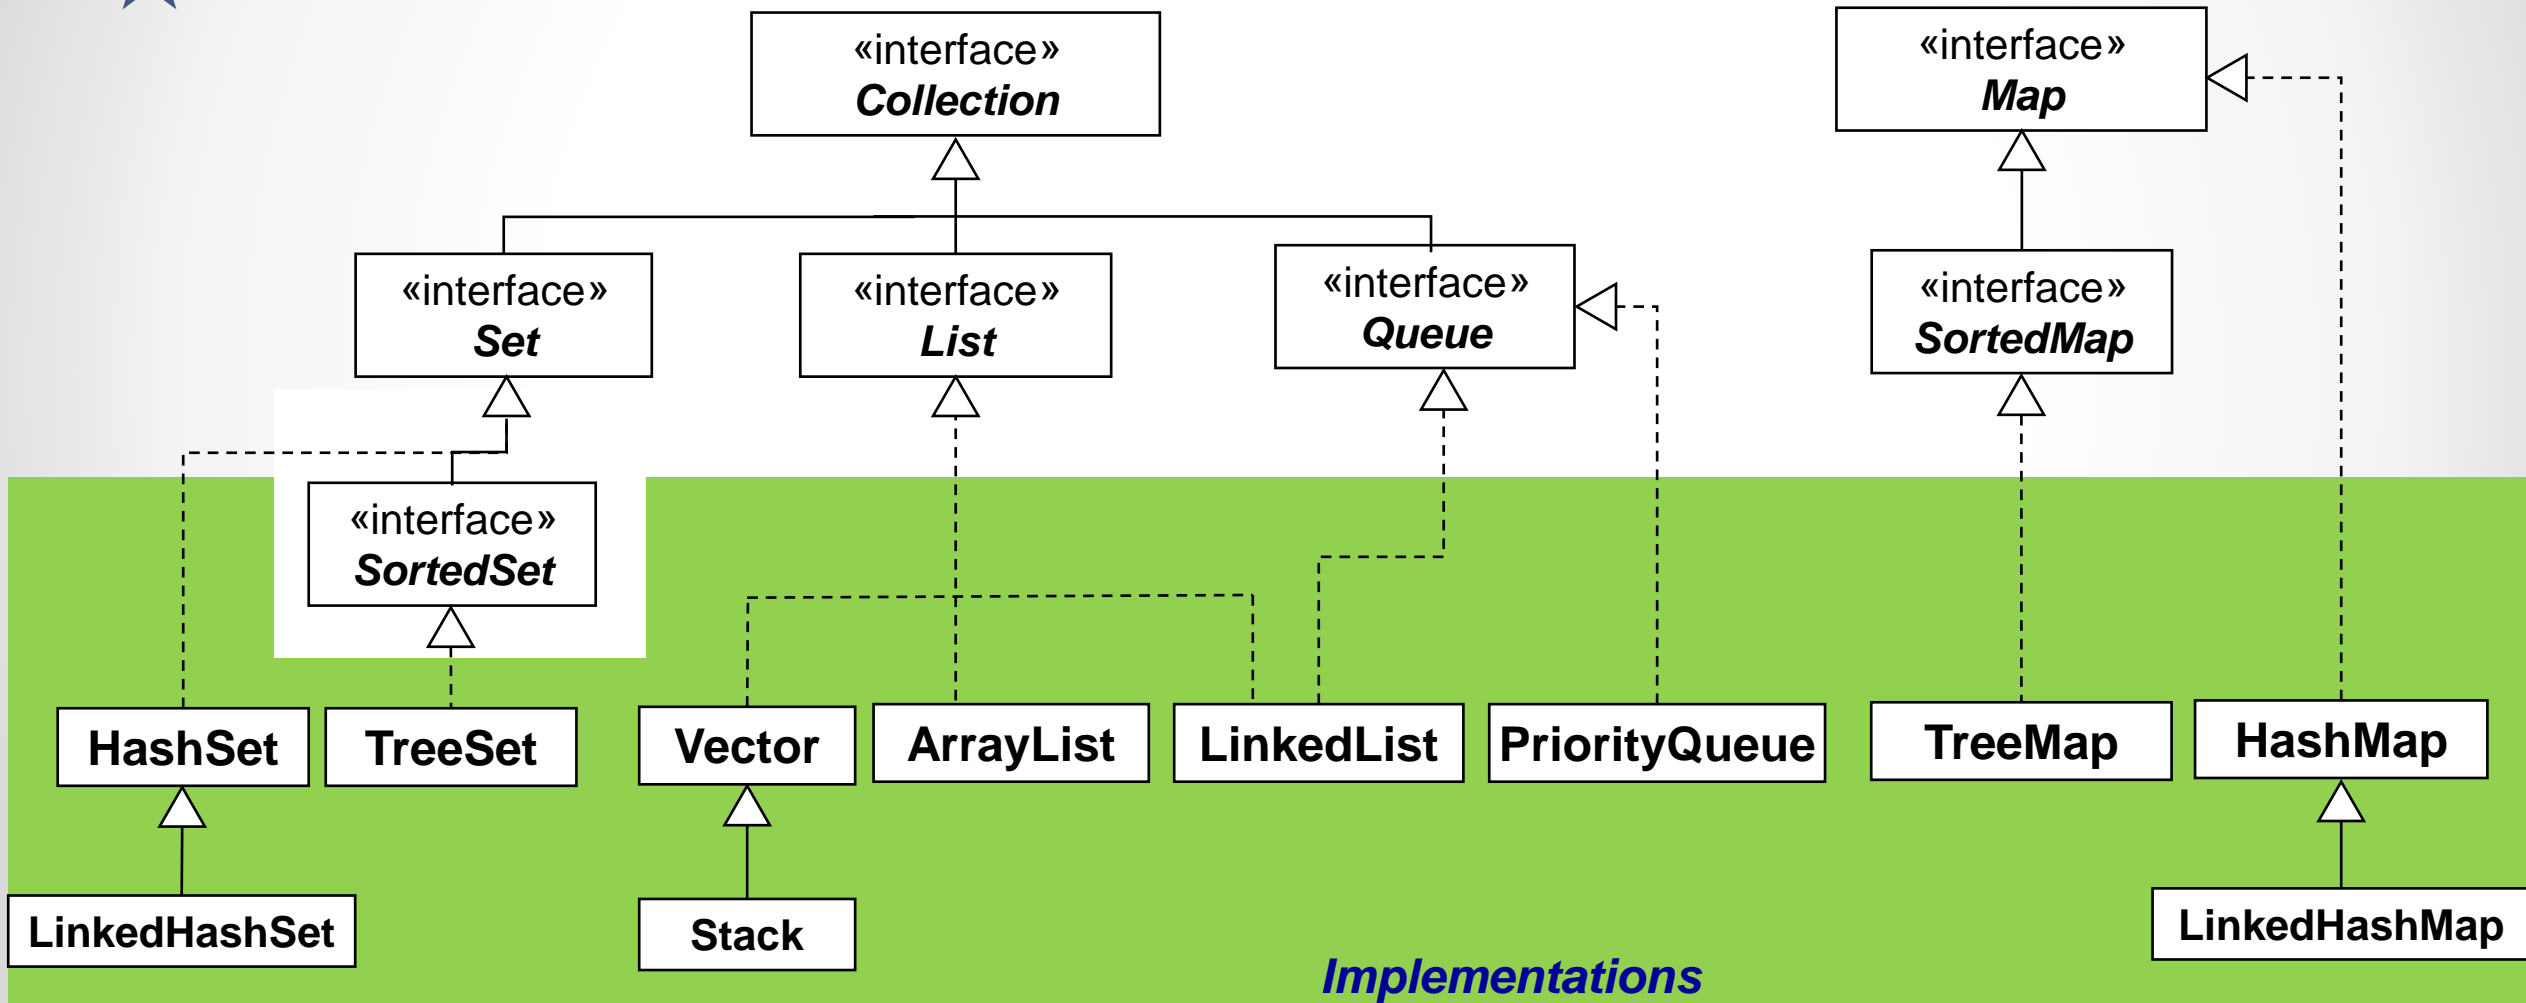 «interface»
Collection
«interface»
Map
«interface»
Set
«interface»
List
«interface»
Queue
«interface»
SortedMap
«interface»
SortedSet
HashSet
TreeSet
Vector
ArrayList
LinkedList
PriorityQueue
TreeMap
HashMap
LinkedHashSet
Stack
LinkedHashMap
Implementations